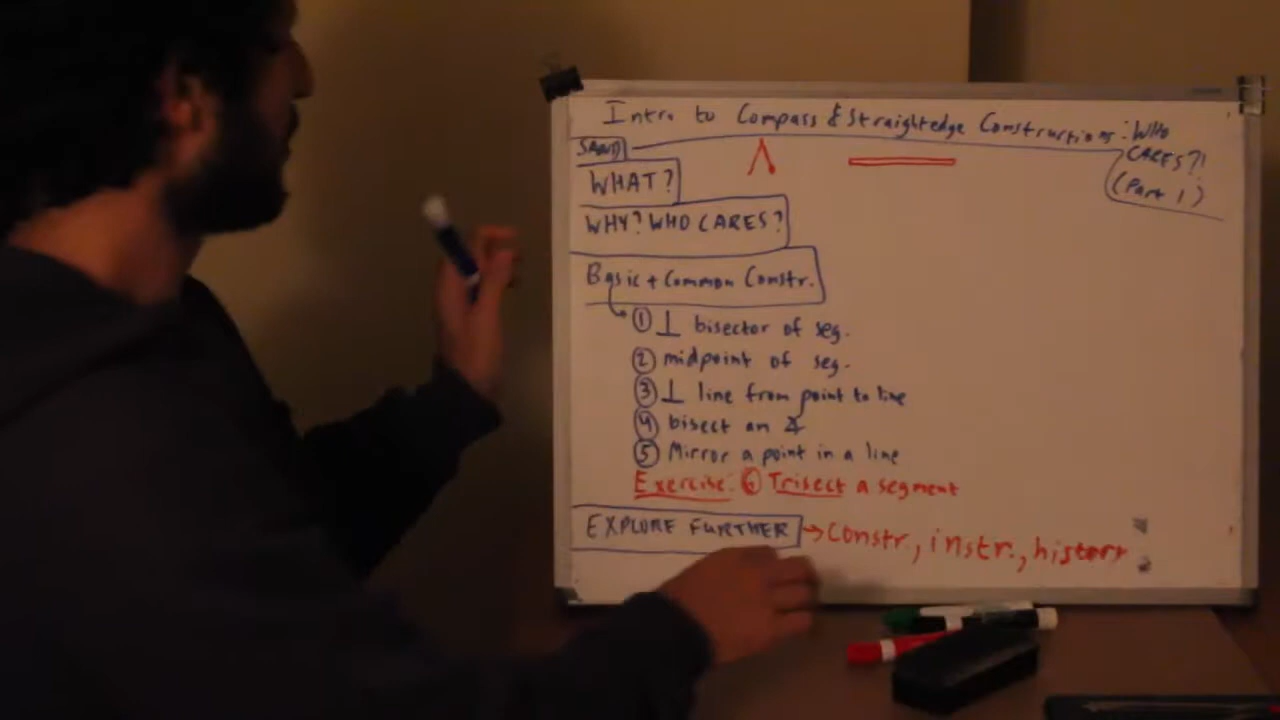 Intro to Compass & Straightedge Constructions: WHO CARES?!
(Part 1)
SAND
WHAT?
WHY? WHO CARES?
Basic + Common Constr.
① ⊥ bisector of seg.
② midpoint of seg.
③ ⊥ line from point to line
④ bisect an ∡
⑤ Mirror a point in a line
Exercise: ⑥ Trisect a segment
EXPLORE FURTHER → Constr., instr., history